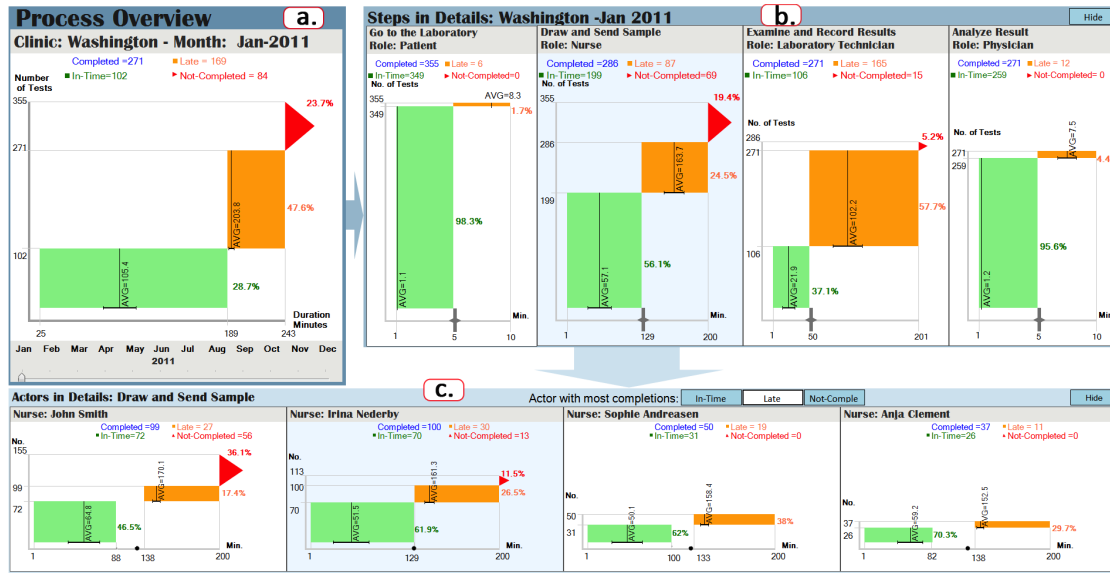 Process Overview
a.
Clinic: Washington - Month: Jan-2011
Completed =271 Late = 169
In-Time=102 Not-Completed = 84
Number
of Tests
355
23.7%
271
AVG=203.8
47.6%
102
AVG=105.4
28.7%
Duration
Minutes
25 189 243
Jan Feb Mar Apr May Jun Jul Aug Sep Oct Nov Dec
2011
Steps in Details: Washington -Jan 2011
b.
Hide
Go to the Laboratory
Role: Patient
Completed =355 Late = 6
In-Time=349 Not-Completed=0
No. of Tests
AVG=8.3
355
349
1.7%
98.3%
AVG=1.1
Min.
1 5 10
Draw and Send Sample
Role: Nurse
Completed =286 Late = 87
In-Time=199 Not-Completed=69
No. of Tests
19.4%
355
286
AVG=163.7
24.5%
199
AVG=57.1
56.1%
Min.
1 129 200
Examine and Record Results
Role: Laboratory Technician
Completed =271 Late = 165
In-Time=106 Not-Completed=15
No. of Tests
286
271
5.2%
AVG=102.2
57.7%
106
AVG=21.9
37.1%
1 50 201
Analyze Result
Role: Physician
Completed =271 Late = 12
In-Time=259 Not-Completed= 0
No. of Tests
AVG=7.5
271
259
4.4
95.6%
AVG=1.2
Min
1 5 10
c.
Actors in Details: Draw and Send Sample
Actor with most completions: In-Time Late Not-Comple
Hide
Nurse: John Smith
Completed =99 Late = 27
In-Time=72 Not-Completed =56
No.
155
36.1%
AVG=170.1
99
17.4%
72
AVG=64.8
46.5%
Min.
1 88 138 200
Nurse: Irina Nederby
Completed =100 Late = 30
In-Time=70 Not-Completed =13
No.
113
11.5%
AVG=161.3
100
26.5%
70
AVG=51.5
61.9%
Min.
1 129 200
Nurse: Sophie Andreasen
Completed =50 Late = 19
In-Time=31 Not-Completed =0
No.
AVG=158.4
50
38%
31
AVG=50.1
62%
Min.
1 100 133 200
Nurse: Anja Clement
Completed =37 Late = 11
In-Time=26 Not-Completed =0
No.
AVG=152.5
37
29.7%
26
AVG=59.2
70.3%
Min.
1 82 138 200